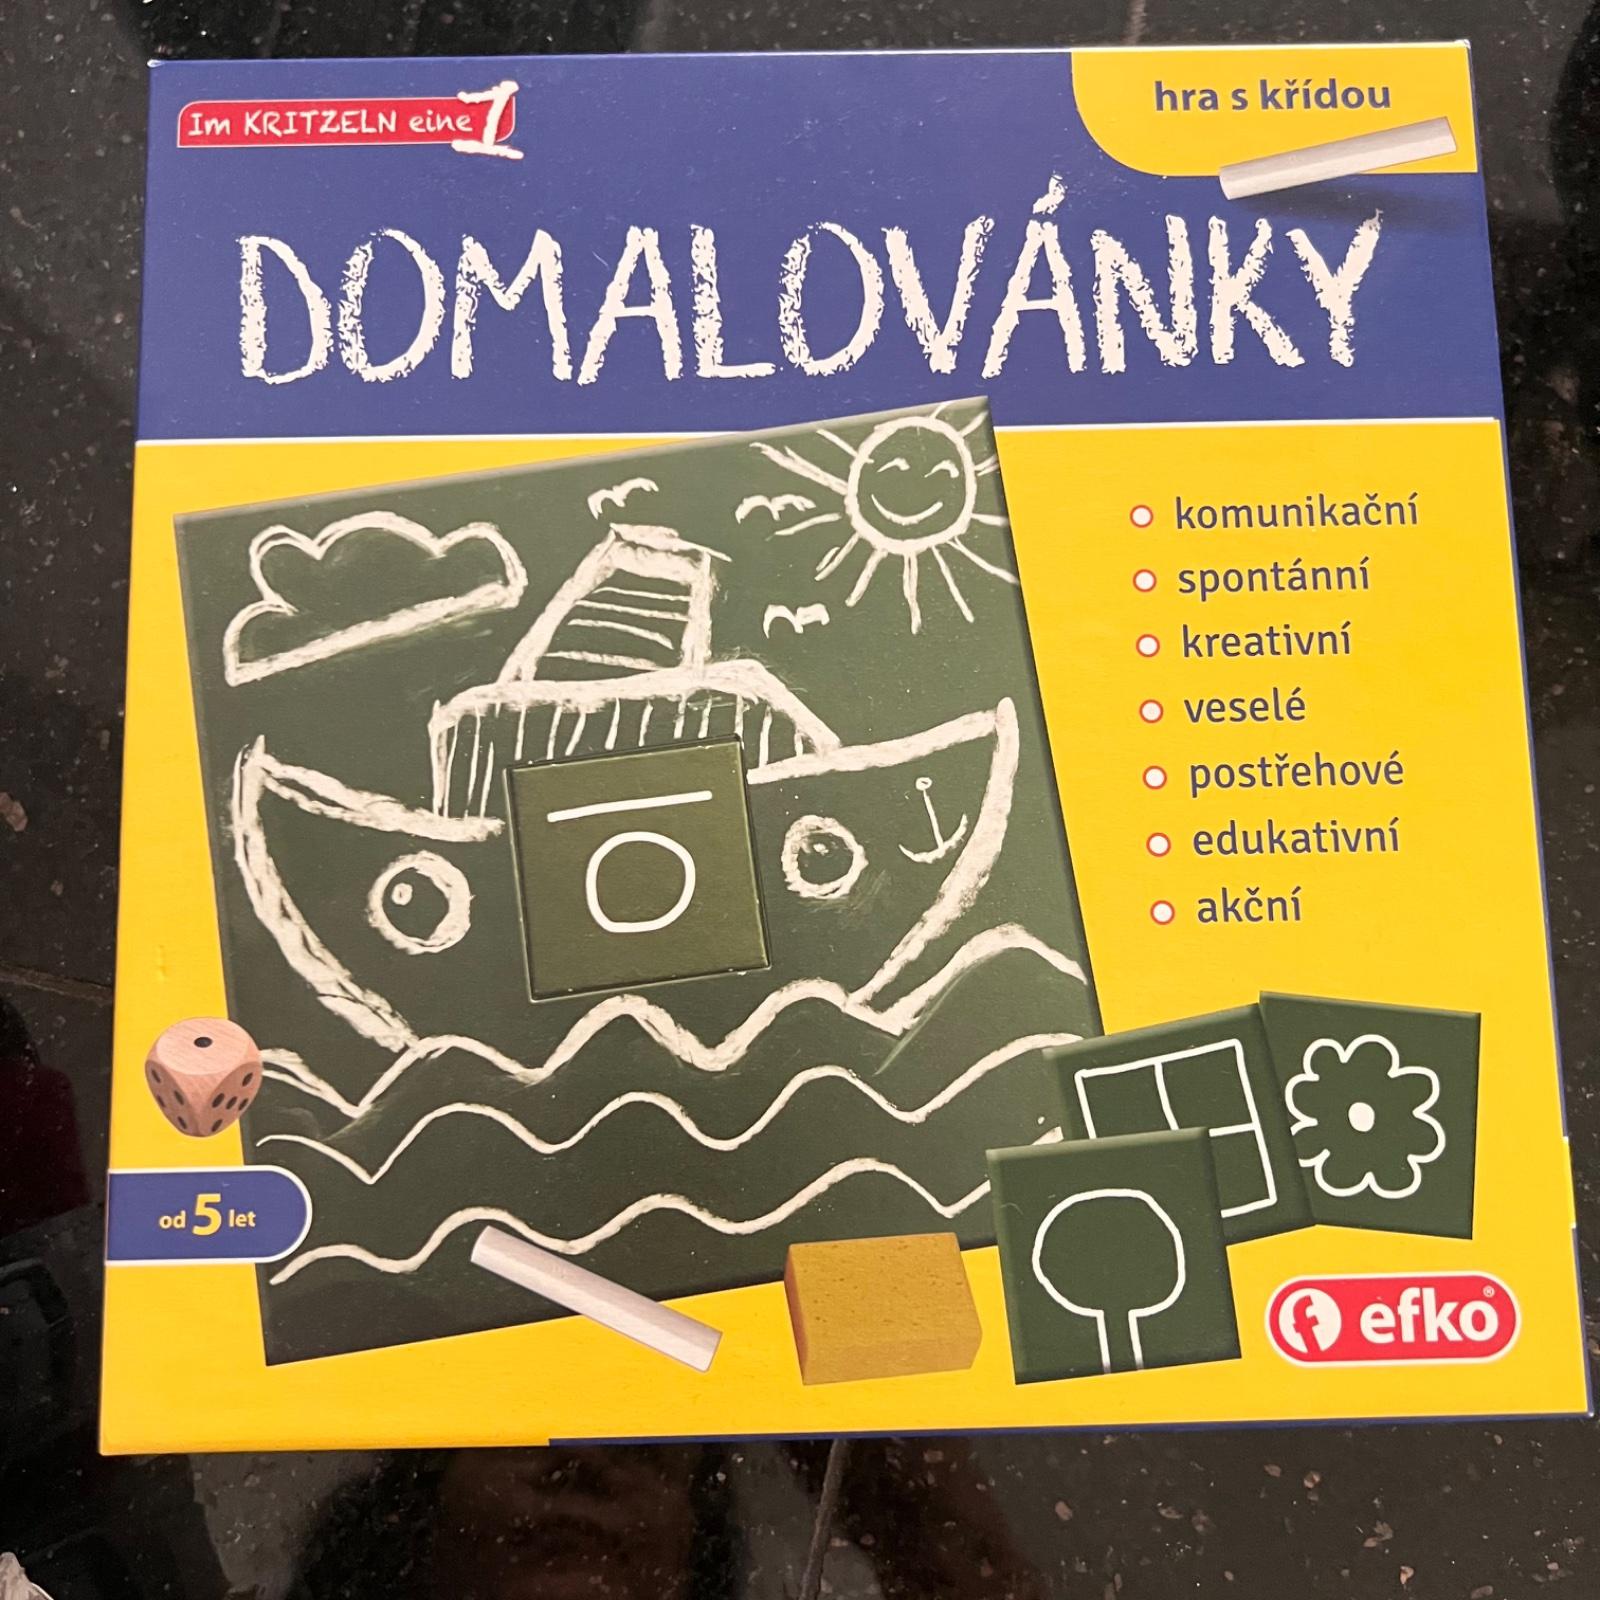 Im KRITZELN eine 1
hra s křídou
DOMALOVÁNKY
komunikační
spontánní
kreativní
veselé
postřehové
edukativní
akční
od 5 let
efko®